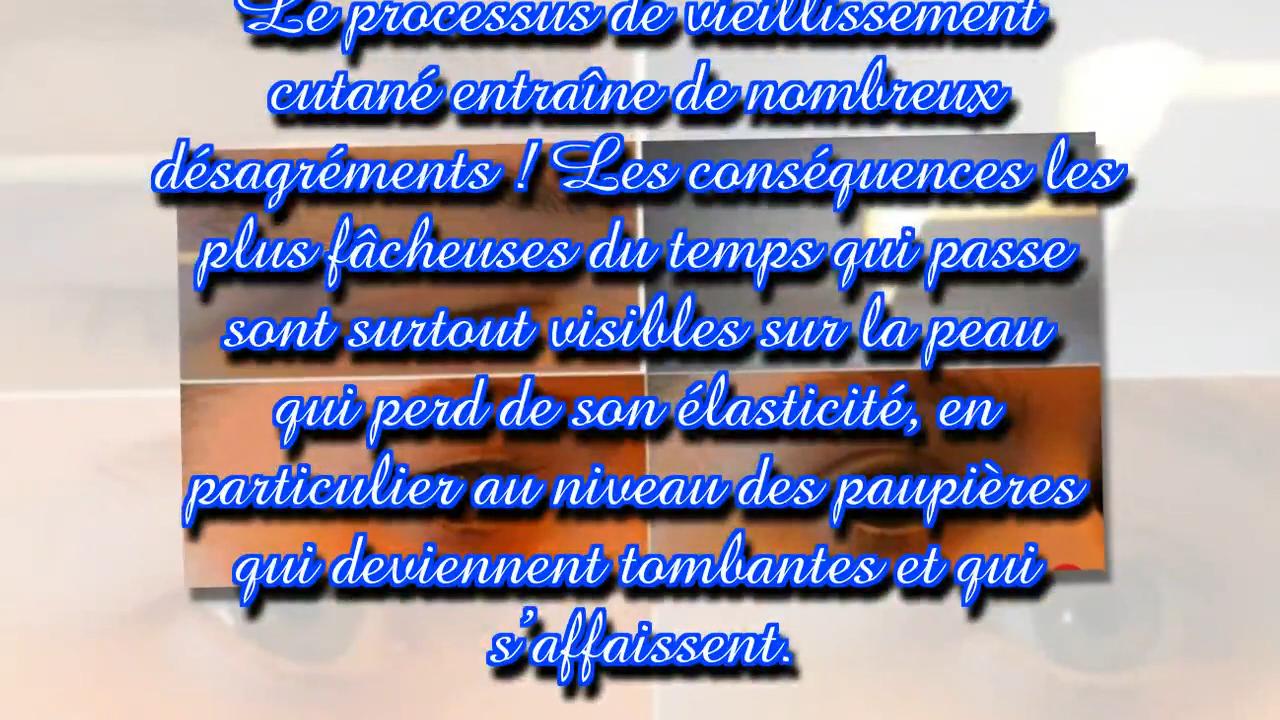 Le processus de vieillissement
cutané entraîne de nombreux
désagréments ! Les conséquences les
plus fâcheuses du temps qui passe
sont surtout visibles sur la peau
qui perd de son élasticité, en
particulier au niveau des paupières
qui deviennent tombantes et qui
s'affaissent.